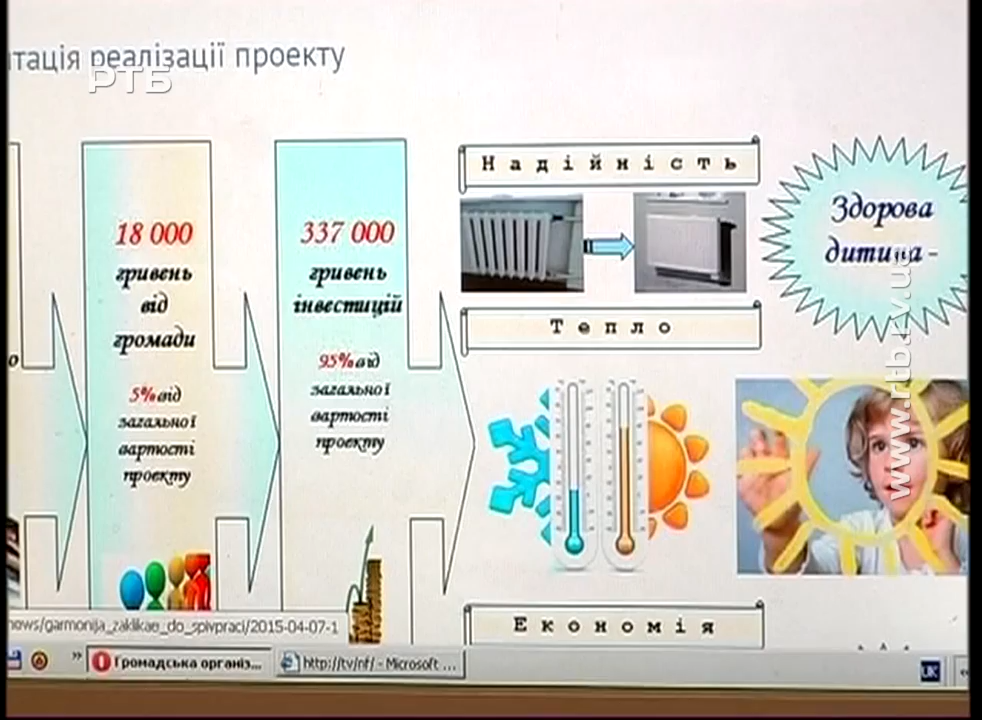 тація реалізації проекту
РТБ
18 000
гривень
від
громади
5% від
загальної
вартості
проекту
337 000
гривень
інвестицій
95% від
загальної
вартості
проекту
Надійність
Тепло
Економія
Здорова
дитина -
www.rtb.rv.ua
news/garmonija_zaklikae_do_spivpraci/2015-04-07-1
Громадська організ...
http://tv/nf/ - Microsoft ...
UK